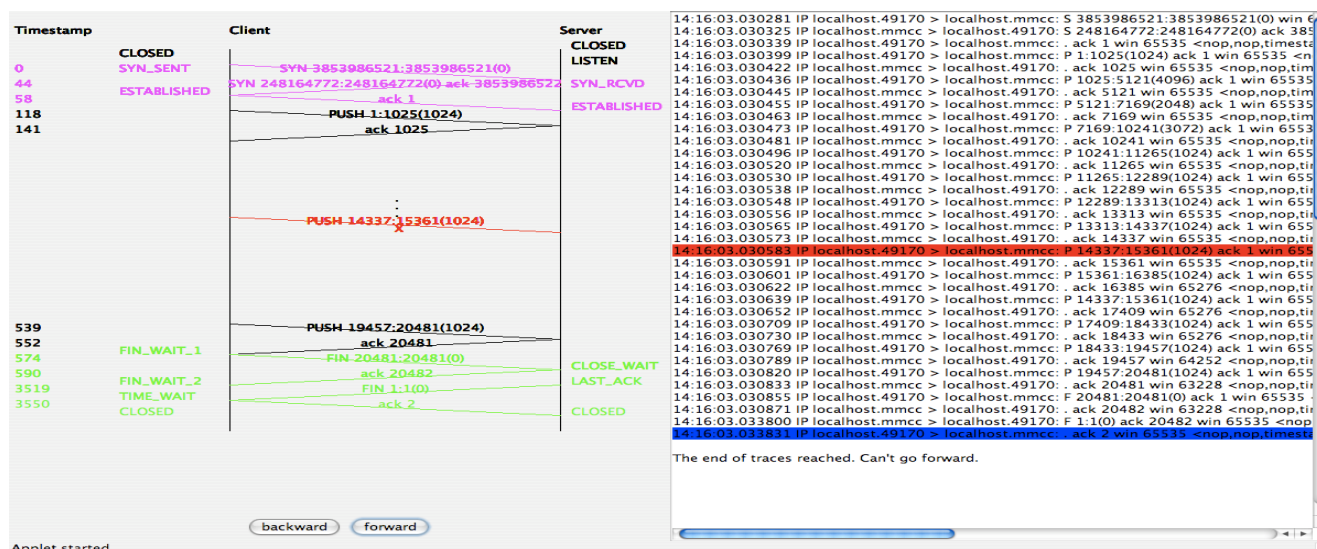 Timestamp Client Server
CLOSED CLOSED
LISTEN
0 SYN_SENT SYN 3853986521:3853986521(0)
44 SYN 248164772:248164772(0) ack 3853986522 SYN_RCVD
ESTABLISHED
58 ack 1 ESTABLISHED
118 PUSH 1:1025(1024)
141 ack 1025
PUSH 14337:15361(1024)
x
539 PUSH 19457:20481(1024)
552 ack 20481
FIN_WAIT_1
574 FIN 20481:20481(0) CLOSE_WAIT
590 ack 20482
FIN_WAIT_2 LAST_ACK
3519 FIN 1:1(0)
TIME_WAIT
3550 ack 2
CLOSED CLOSED
backward forward
Applet started.
14:16:03.030281 IP localhost.49170 > localhost.mmcc: S 3853986521:3853986521(0) win 6
14:16:03.030325 IP localhost.mmcc > localhost.49170: S 248164772:248164772(0) ack 385
14:16:03.030339 IP localhost.49170 > localhost.mmcc: . ack 1 win 65535 <nop,nop,timesta
14:16:03.030399 IP localhost.49170 > localhost.mmcc: P 1:1025(1024) ack 1 win 65535 <n
14:16:03.030422 IP localhost.mmcc > localhost.49170: . ack 1025 win 65535 <nop,nop,tim
14:16:03.030436 IP localhost.49170 > localhost.mmcc: P 1025:5121(4096) ack 1 win 65535
14:16:03.030445 IP localhost.mmcc > localhost.49170: . ack 5121 win 65535 <nop,nop,tim
14:16:03.030455 IP localhost.49170 > localhost.mmcc: P 5121:7169(2048) ack 1 win 65535
14:16:03.030463 IP localhost.mmcc > localhost.49170: . ack 7169 win 65535 <nop,nop,tim
14:16:03.030473 IP localhost.49170 > localhost.mmcc: P 7169:10241(3072) ack 1 win 6553
14:16:03.030481 IP localhost.mmcc > localhost.49170: . ack 10241 win 65535 <nop,nop,ti
14:16:03.030496 IP localhost.49170 > localhost.mmcc: P 10241:11265(1024) ack 1 win 655
14:16:03.030520 IP localhost.mmcc > localhost.49170: . ack 11265 win 65535 <nop,nop,ti
14:16:03.030530 IP localhost.49170 > localhost.mmcc: P 11265:12289(1024) ack 1 win 655
14:16:03.030538 IP localhost.mmcc > localhost.49170: . ack 12289 win 65535 <nop,nop,ti
14:16:03.030548 IP localhost.49170 > localhost.mmcc: P 12289:13313(1024) ack 1 win 655
14:16:03.030556 IP localhost.mmcc > localhost.49170: . ack 13313 win 65535 <nop,nop,ti
14:16:03.030565 IP localhost.49170 > localhost.mmcc: P 13313:14337(1024) ack 1 win 655
14:16:03.030573 IP localhost.mmcc > localhost.49170: . ack 14337 win 65535 <nop,nop,ti
14:16:03.030583 IP localhost.49170 > localhost.mmcc: P 14337:15361(1024) ack 1 win 655
14:16:03.030591 IP localhost.mmcc > localhost.49170: . ack 15361 win 65535 <nop,nop,ti
14:16:03.030601 IP localhost.49170 > localhost.mmcc: P 15361:16385(1024) ack 1 win 655
14:16:03.030622 IP localhost.mmcc > localhost.49170: . ack 16385 win 65276 <nop,nop,ti
14:16:03.030639 IP localhost.49170 > localhost.mmcc: P 14337:15361(1024) ack 1 win 655
14:16:03.030652 IP localhost.mmcc > localhost.49170: . ack 17409 win 65276 <nop,nop,ti
14:16:03.030709 IP localhost.49170 > localhost.mmcc: P 17409:18433(1024) ack 1 win 655
14:16:03.030730 IP localhost.mmcc > localhost.49170: . ack 18433 win 65276 <nop,nop,ti
14:16:03.030769 IP localhost.49170 > localhost.mmcc: P 18433:19457(1024) ack 1 win 655
14:16:03.030789 IP localhost.mmcc > localhost.49170: . ack 19457 win 64252 <nop,nop,ti
14:16:03.030820 IP localhost.49170 > localhost.mmcc: P 19457:20481(1024) ack 1 win 655
14:16:03.030833 IP localhost.mmcc > localhost.49170: . ack 20481 win 63228 <nop,nop,ti
14:16:03.030855 IP localhost.49170 > localhost.mmcc: F 20481:20481(0) ack 1 win 65535
14:16:03.030871 IP localhost.mmcc > localhost.49170: . ack 20482 win 63228 <nop,nop,ti
14:16:03.033800 IP localhost.mmcc > localhost.49170: F 1:1(0) ack 20482 win 65535 <nop
14:16:03.033831 IP localhost.49170 > localhost.mmcc: . ack 2 win 65535 <nop,nop,timesta
The end of traces reached. Can't go forward.